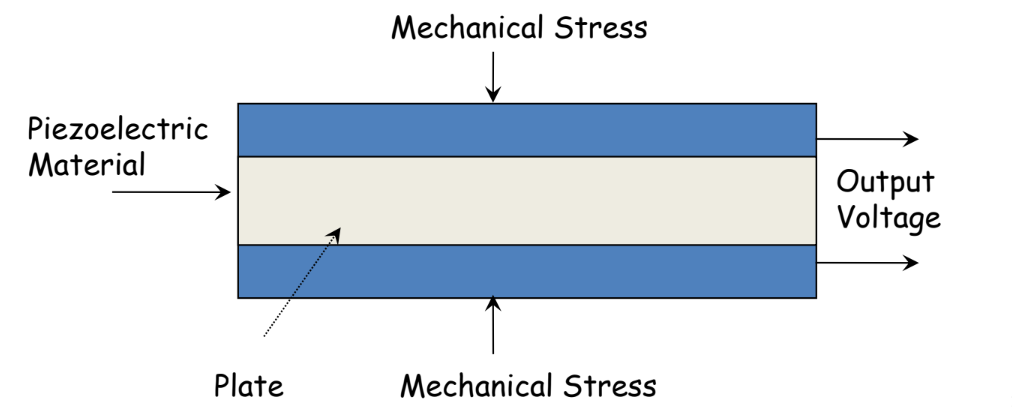 Mechanical Stress
Piezoelectric
Material
Output
Voltage
Plate
Mechanical Stress